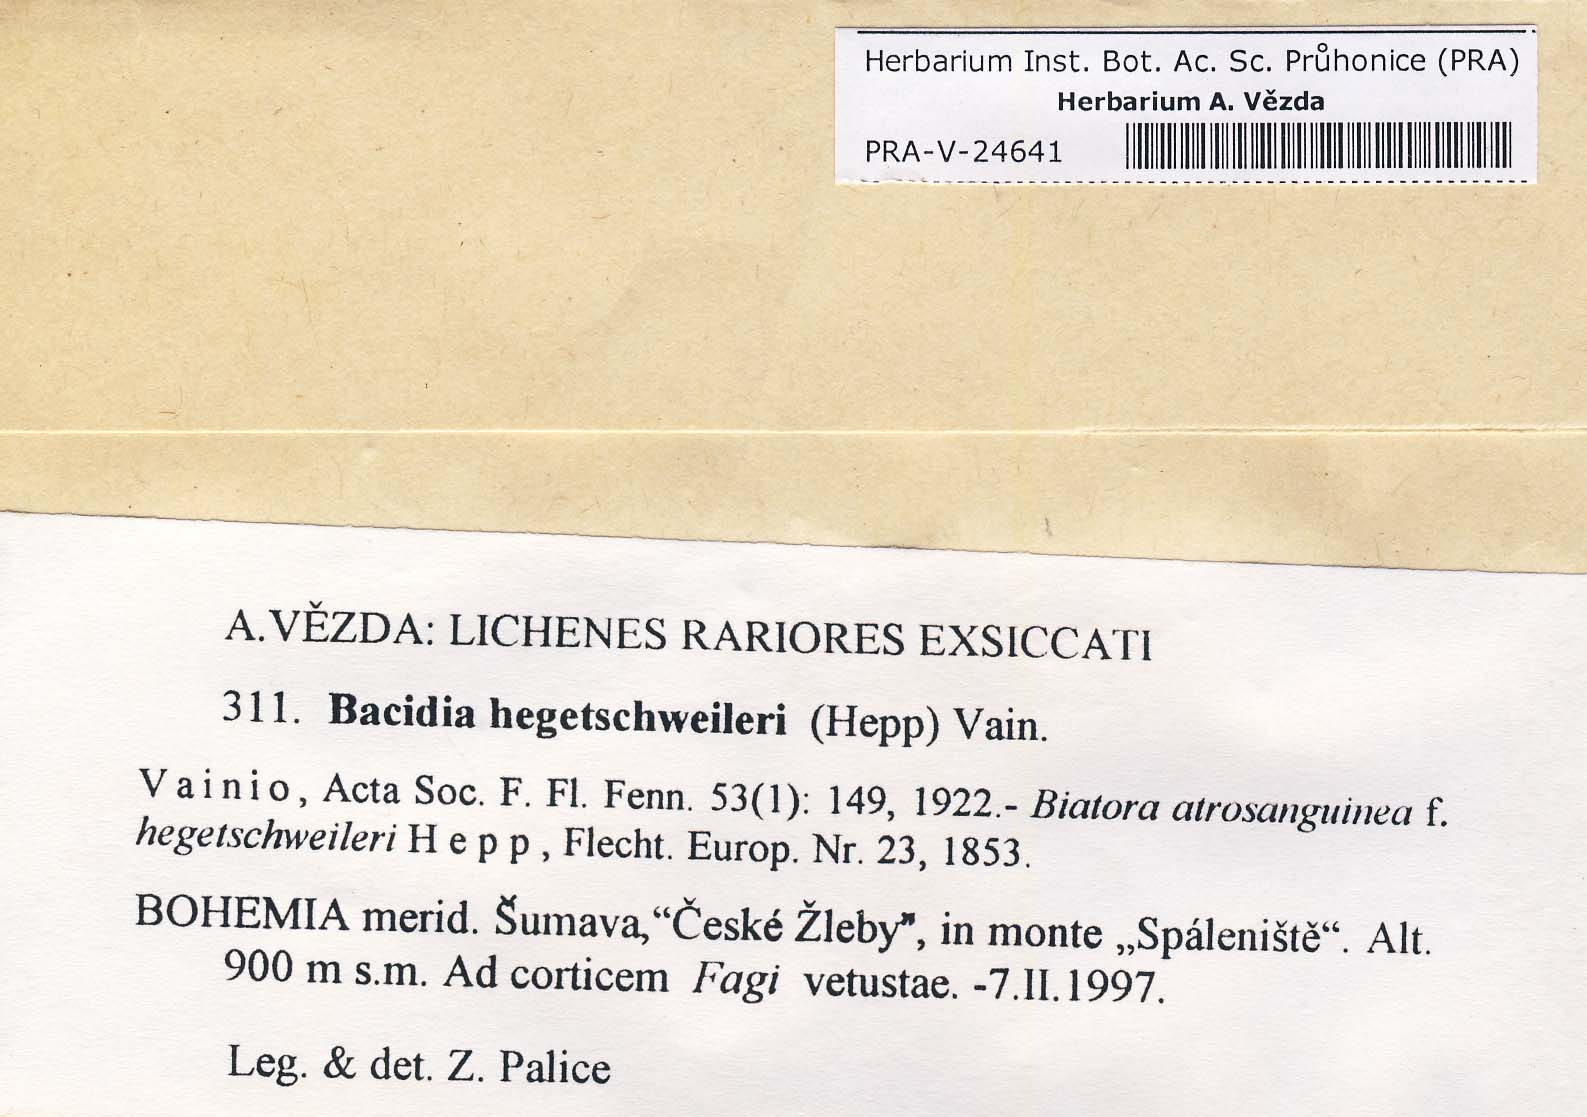 Herbarium Inst. Bot. Ac. Sc. Průhonice (PRA)
Herbarium A. Vězda
PRA-V-24641
A.VĚZDA: LICHENES RARIORES EXSICCATI
311. Bacidia hegetschweileri (Hepp) Vain.
Vainio, Acta Soc. F. Fl. Fenn. 53(1): 149, 1922.- Biatora atrosanguinea f.
hegetschweileri Hepp, Flecht. Europ. Nr. 23, 1853.
BOHEMIA merid. Šumava,“České Žleby”, in monte „Spáleniště“. Alt.
900 m s.m. Ad corticem Fagi vetustae. -7.II.1997.
Leg. & det. Z. Palice